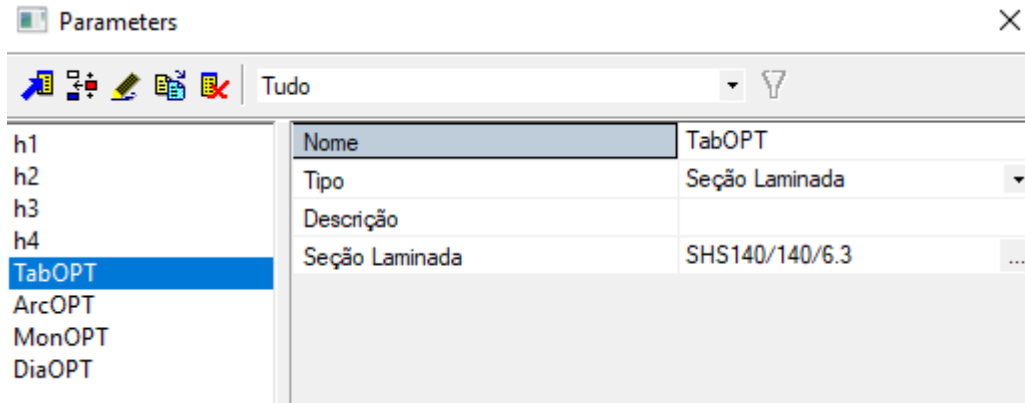 Parameters
Tudo
h1
h2
h3
h4
TabOPT
ArcOPT
MonOPT
DiaOPT
Nome TabOPT
Tipo Seção Laminada
Descrição
Seção Laminada SHS140/140/6.3 ...